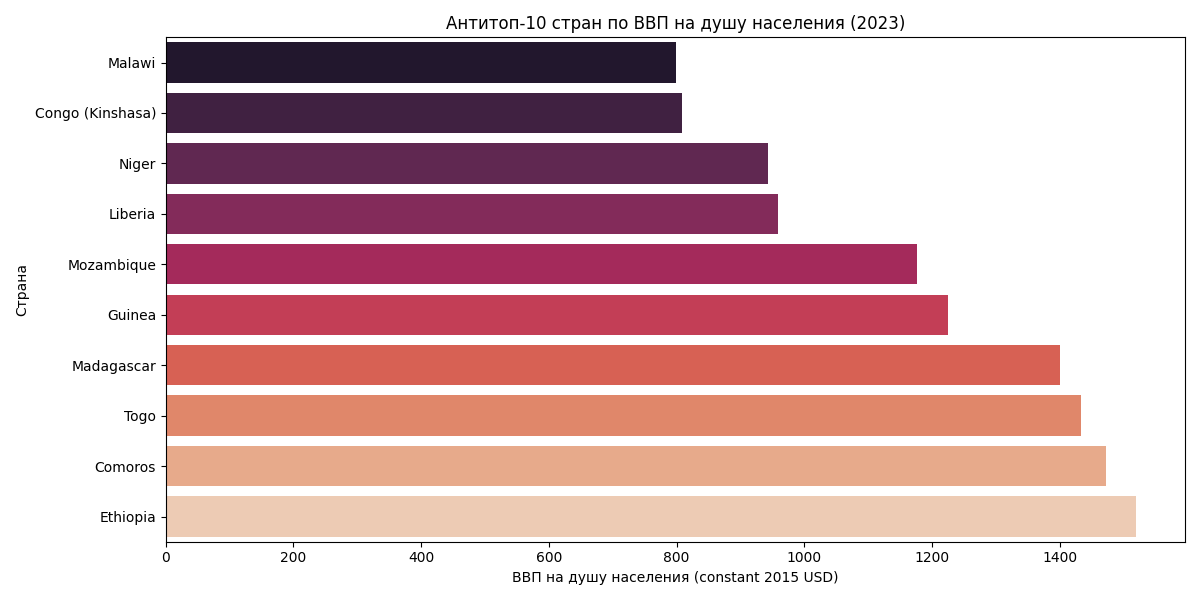 Антитоп-10 стран по ВВП на душу населения (2023)
Страна
Malawi
Congo (Kinshasa)
Niger
Liberia
Mozambique
Guinea
Madagascar
Togo
Comoros
Ethiopia
0 200 400 600 800 1000 1200 1400
ВВП на душу населения (constant 2015 USD)